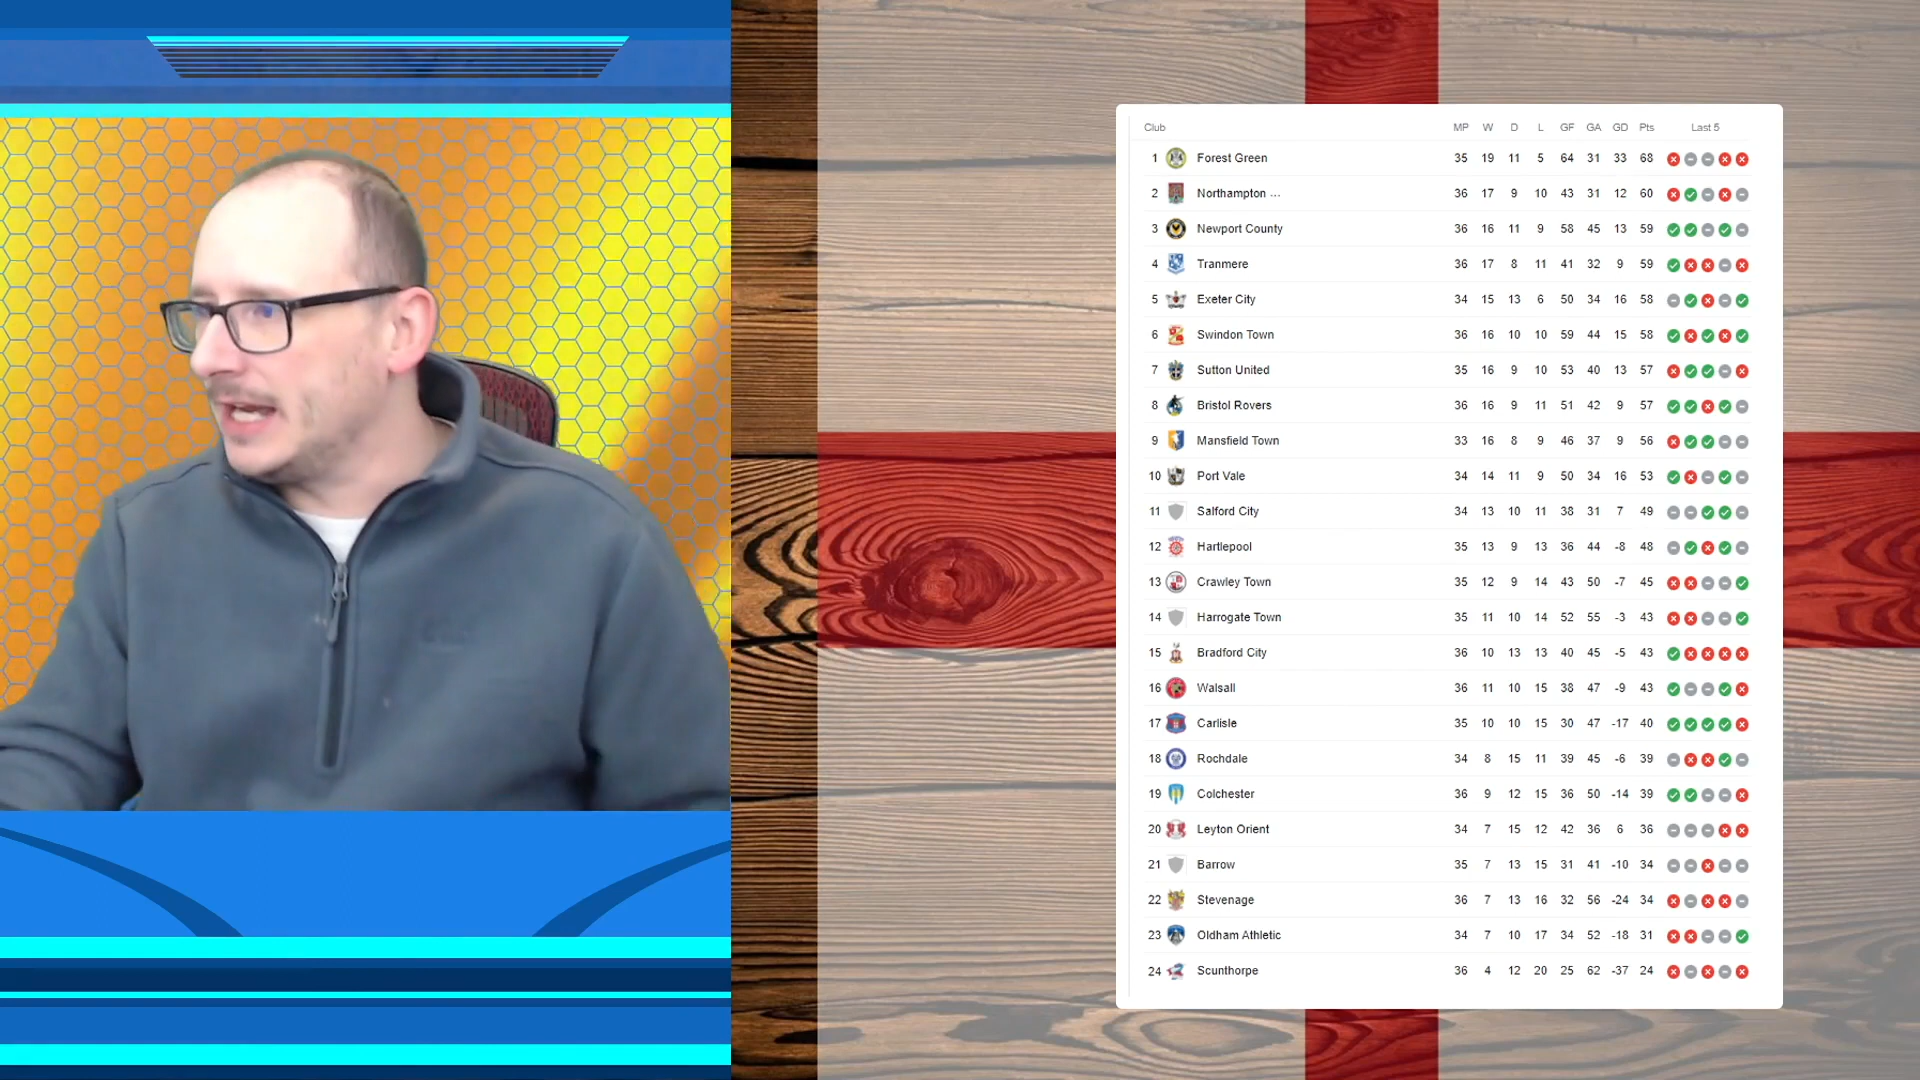 Club MP W D L GF GA GD Pts Last 5
1 Forest Green 35 19 11 5 64 31 33 68
2 Northampton ... 36 17 9 10 43 31 12 60
3 Newport County 36 16 11 9 58 45 13 59
4 Tranmere 36 17 8 11 41 32 9 59
5 Exeter City 34 15 13 6 50 34 16 58
6 Swindon Town 36 16 10 10 59 44 15 58
7 Sutton United 35 16 9 10 53 40 13 57
8 Bristol Rovers 36 16 9 11 51 42 9 57
9 Mansfield Town 33 16 8 9 46 37 9 56
10 Port Vale 34 14 11 9 50 34 16 53
11 Salford City 34 13 10 11 38 31 7 49
12 Hartlepool 35 13 9 13 36 44 -8 48
13 Crawley Town 35 12 9 14 43 50 -7 45
14 Harrogate Town 35 11 10 14 52 55 -3 43
15 Bradford City 36 10 13 13 40 45 -5 43
16 Walsall 36 11 10 15 38 47 -9 43
17 Carlisle 35 10 10 15 30 47 -17 40
18 Rochdale 34 8 15 11 39 45 -6 39
19 Colchester 36 9 12 15 36 50 -14 39
20 Leyton Orient 34 7 15 12 42 36 6 36
21 Barrow 35 7 13 15 31 41 -10 34
22 Stevenage 36 7 13 16 32 56 -24 34
23 Oldham Athletic 34 7 10 17 34 52 -18 31
24 Scunthorpe 36 4 12 20 25 62 -37 24